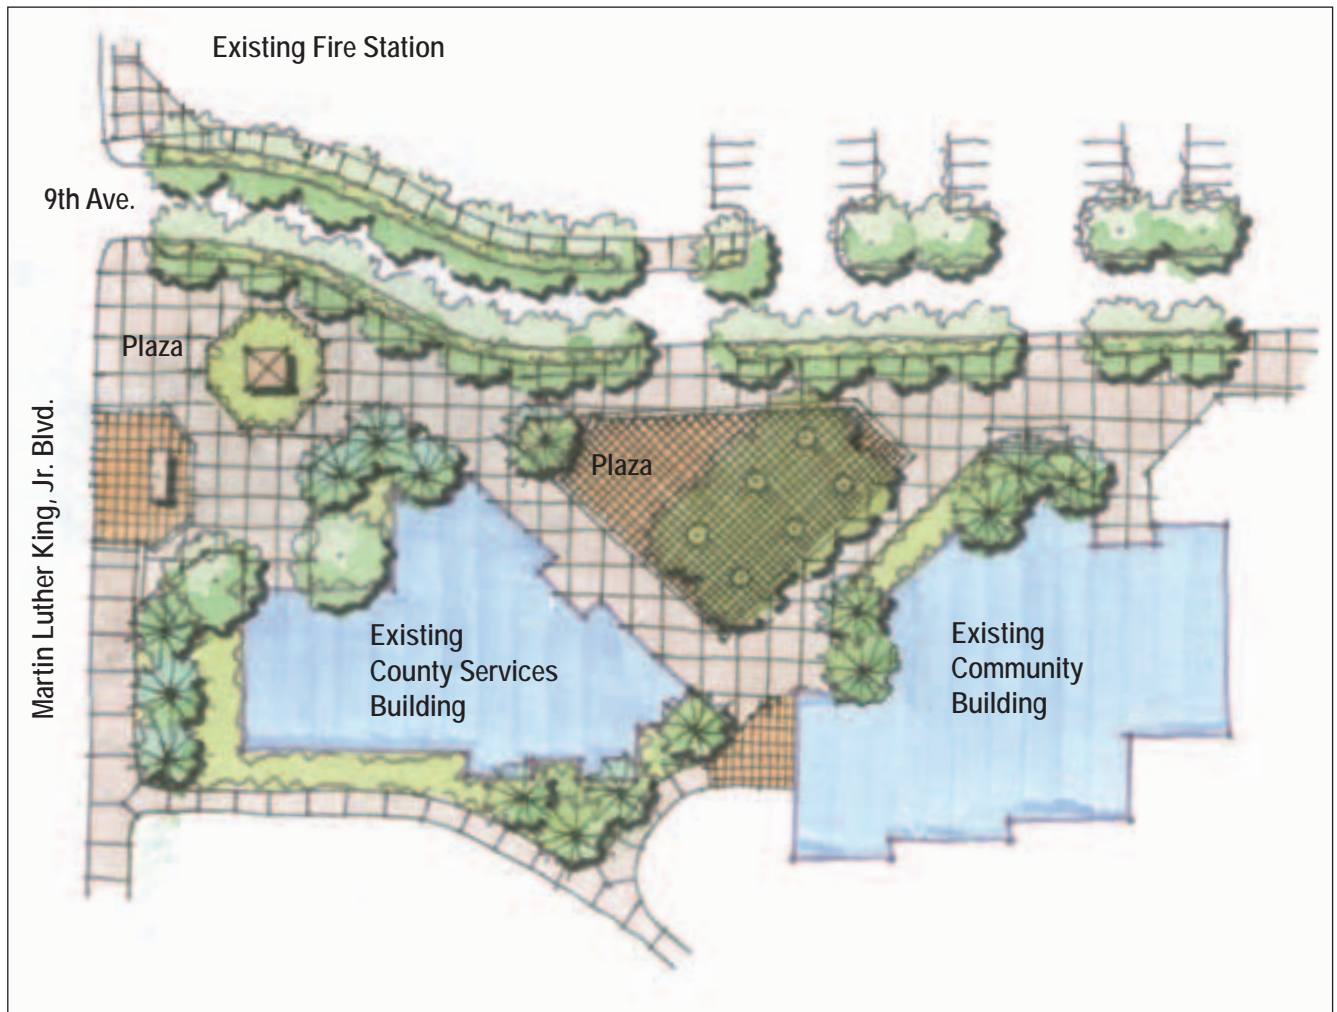 Existing Fire Station
9th Ave.
Plaza
Martin Luther King, Jr. Blvd.
Plaza
Existing
County Services
Building
Existing
Community
Building